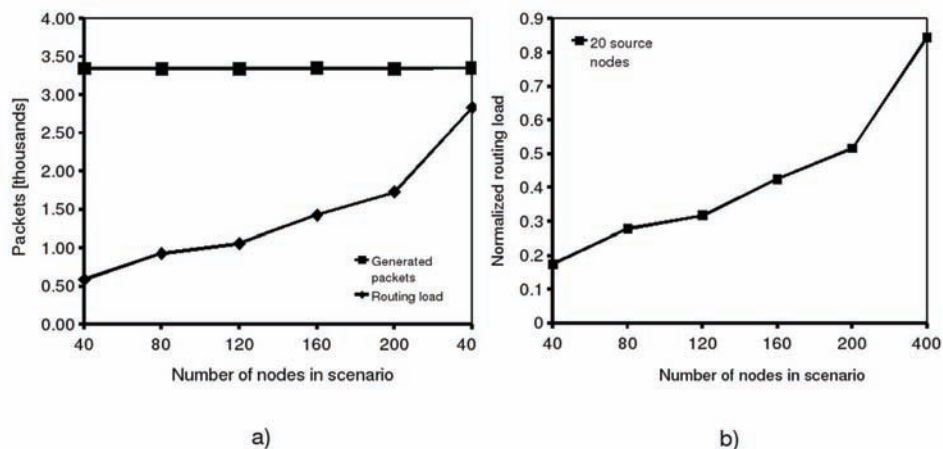 4.00
3.50
3.00
2.50
2.00
1.50
1.00
0.50
0.00
Packets [thousands]
40 80 120 160 200 40
Number of nodes in scenario
Generated
packets
Routing load
a)
0.9
0.8
0.7
0.6
0.5
0.4
0.3
0.2
0.1
0
Normalized routing load
20 source
nodes
40 80 120 160 200 400
Number of nodes in scenario
b)